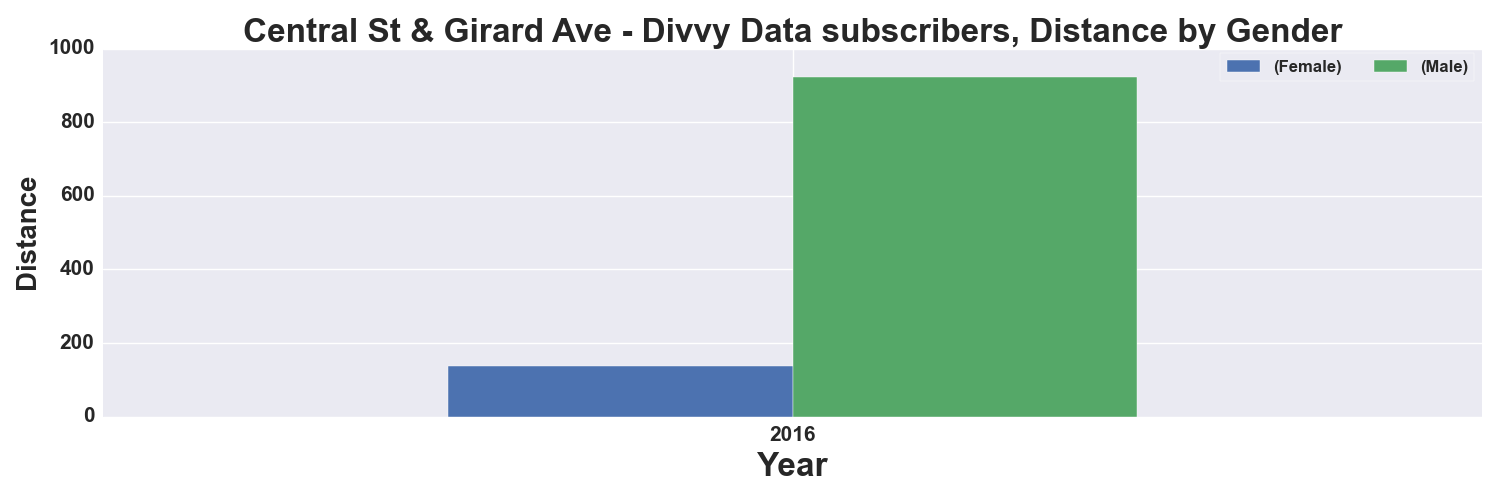 Central St & Girard Ave - Divvy Data subscribers, Distance by Gender
1000
800
600
400
200
0
Distance
(Female) (Male)
2016
Year